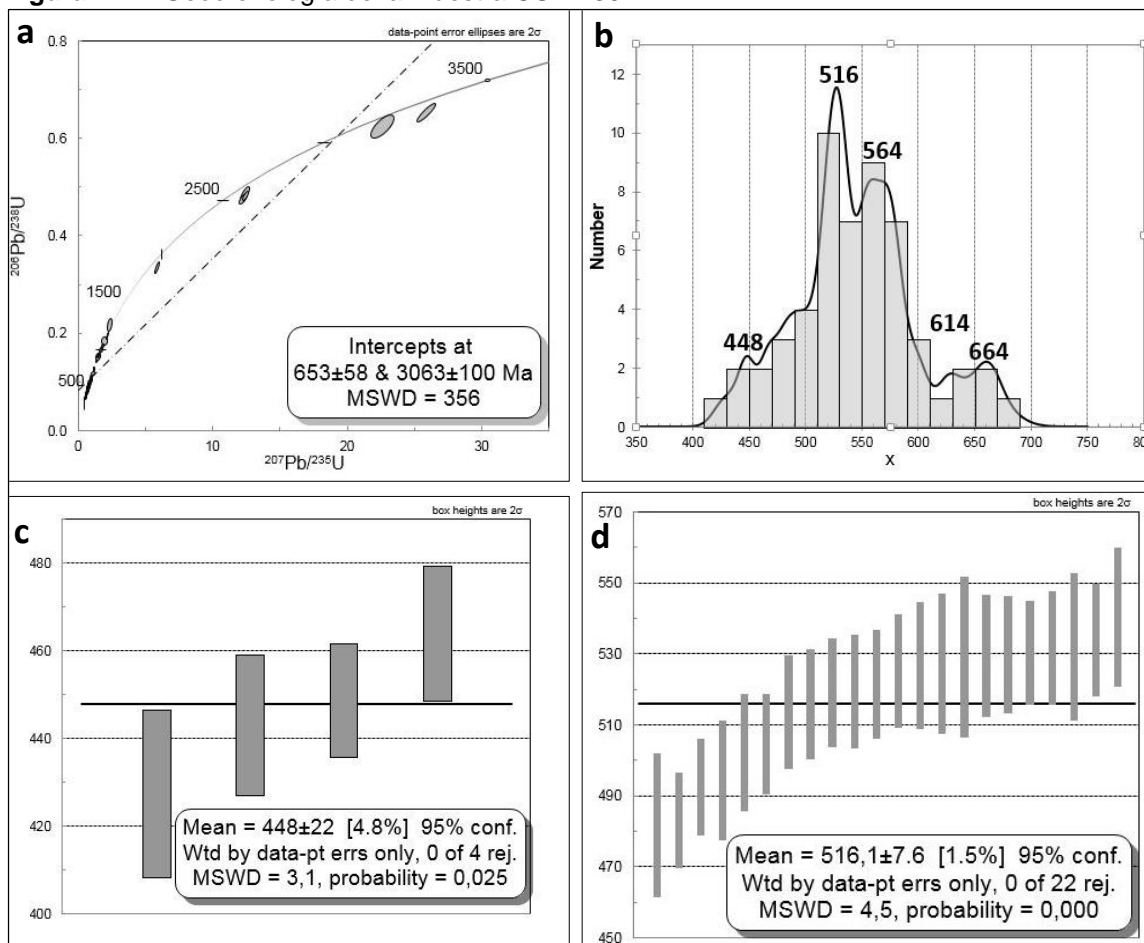 a
data-point error ellipses are 2σ
0.8
0.6
0.4
0.2
0.0
0
10
20
30
500
1500
2500
3500
206Pb/238U
207Pb/235U
Intercepts at
653±58 & 3063±100 Ma
MSWD = 356
b
Number
12
10
8
6
4
2
0
448
516
564
614
664
350 400 450 500 550 600 650 700 750 800
x
c
box heights are 2σ
480
460
440
420
400
Mean = 448±22 [4.8%] 95% conf.
Wtd by data-pt errs only, 0 of 4 rej.
MSWD = 3,1, probability = 0,025
d
box heights are 2σ
570
550
530
510
490
470
450
Mean = 516,1±7.6 [1.5%] 95% conf.
Wtd by data-pt errs only, 0 of 22 rej.
MSWD = 4,5, probability = 0,000